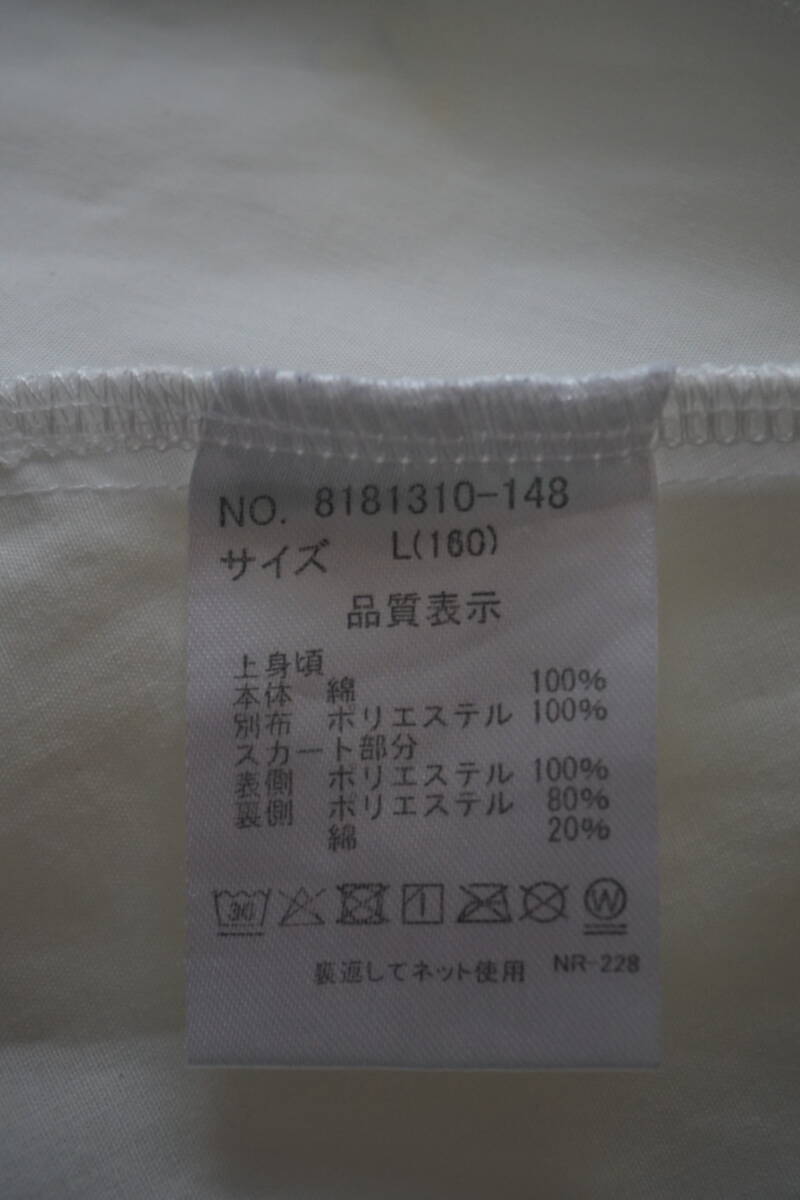 NO. 8181310-148
サイズ L(160)
品質表示
上身頃
本体 綿 100%
別布 ポリエステル 100%
スカート部分
表側 ポリエステル 100%
裏側 ポリエステル 80%
綿 20%
30 W
裏返してネット使用 NR-228